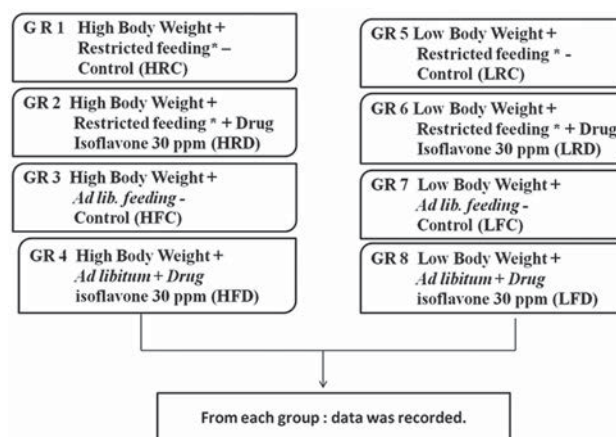 G R 1 High Body Weight +
Restricted feeding* –
Control (HRC)
GR 2 High Body Weight +
Restricted feeding * + Drug
Isoflavone 30 ppm (HRD)
GR 3 High Body Weight +
Ad lib. feeding -
Control (HFC)
GR 4 High Body Weight +
Ad libitum + Drug
isoflavone 30 ppm (HFD)
GR 5 Low Body Weight +
Restricted feeding * -
Control (LRC)
GR 6 Low Body Weight +
Restricted feeding * + Drug
Isoflavone 30 ppm (LRD)
GR 7 Low Body Weight +
Ad lib. feeding -
Control (LFC)
GR 8 Low Body Weight +
Ad libitum + Drug
isoflavone 30 ppm (LFD)
From each group : data was recorded.